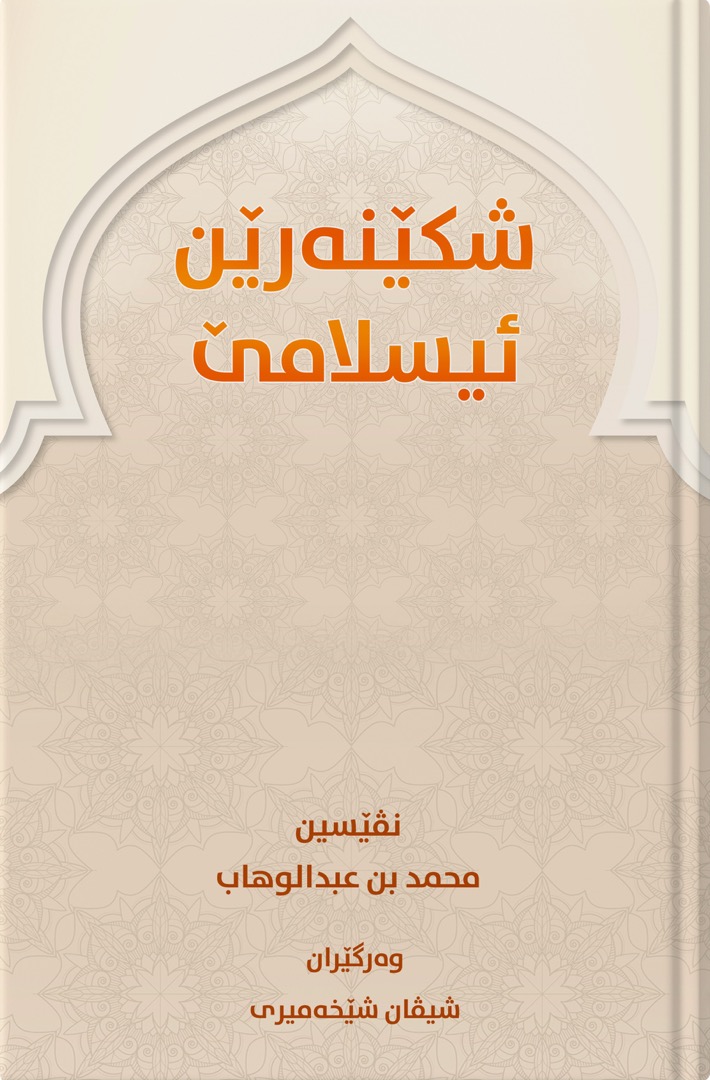 شكێنەرێن
ئیسلامێ
نڤێسین
محمد بن عبدالوهاب
وەرگێران
شیڤان شێخەمیری